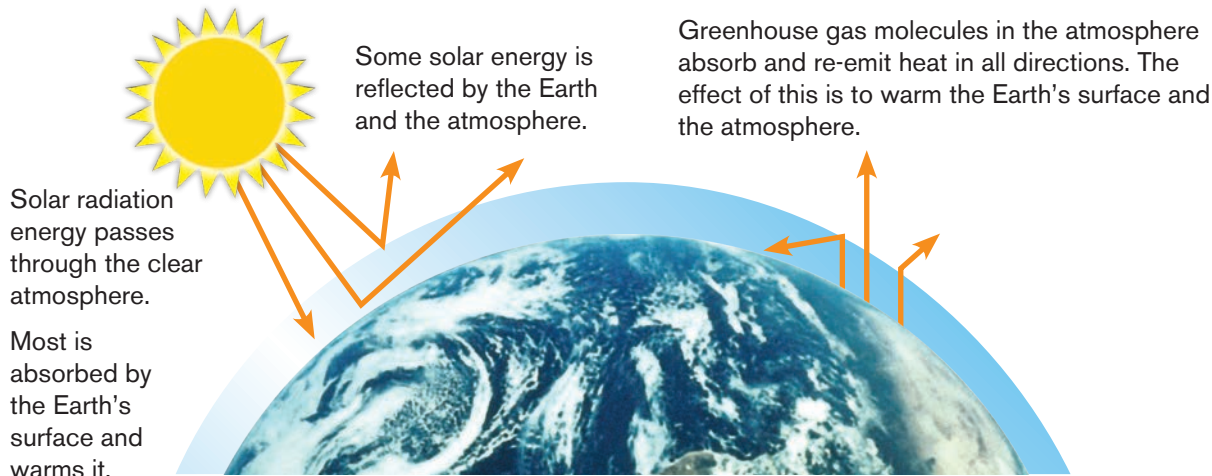 Some solar energy is
reflected by the Earth
and the atmosphere.
Greenhouse gas molecules in the atmosphere
absorb and re-emit heat in all directions. The
effect of this is to warm the Earth's surface and
the atmosphere.
Solar radiation
energy passes
through the clear
atmosphere.
Most is
absorbed by
the Earth's
surface and
warms it.